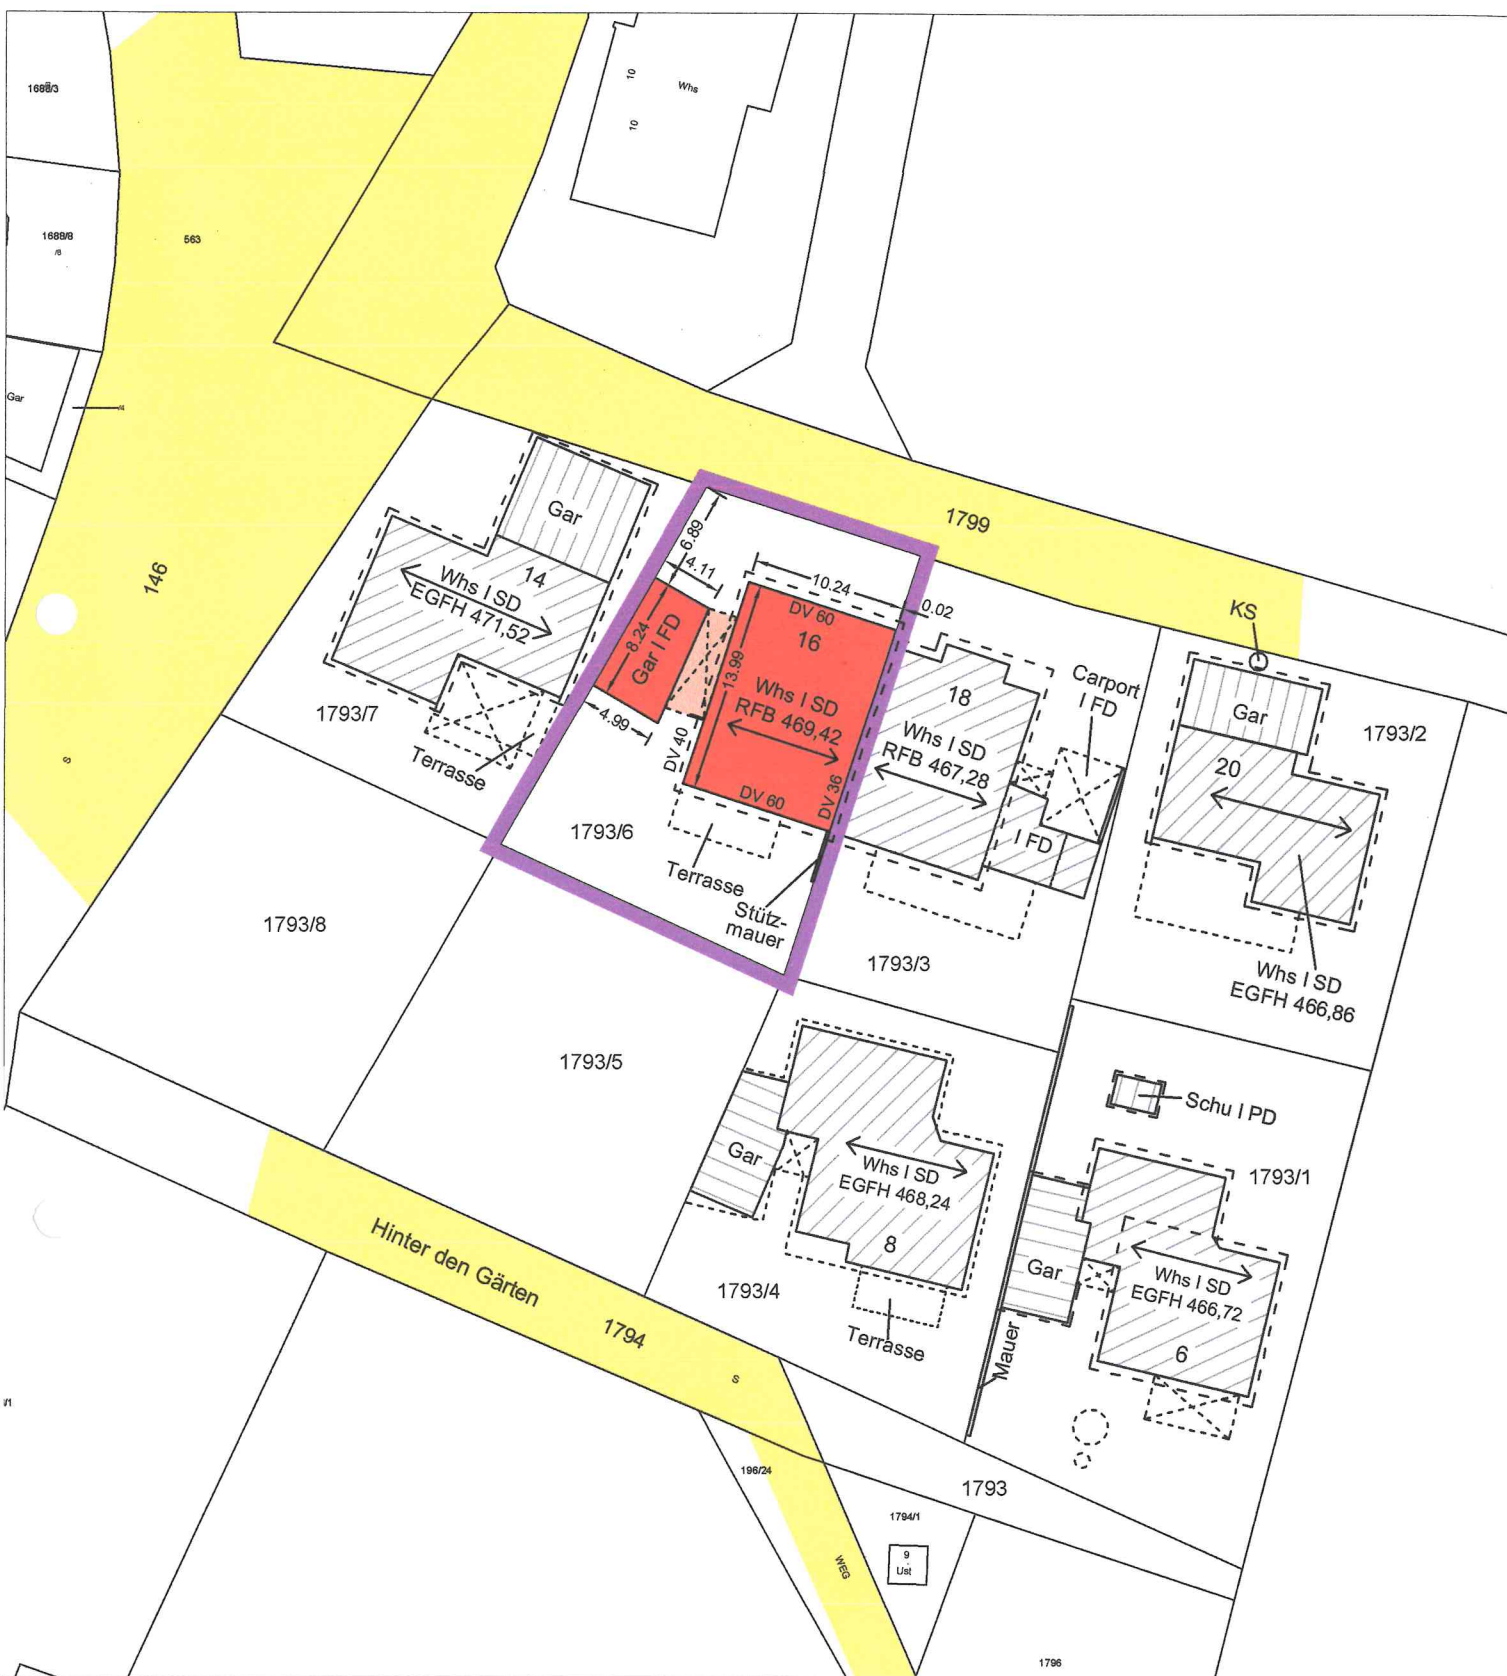 10
Whs
10
1688/8
563
Gar
1799
146
Gar
14
Whs I SD
EGFH 471,52
1793/7
Terrasse
6.89
4.11
8.24
Gar I FD
4.99
10.24
0.02
DV 60
16
13.99
Whs I SD
RFB 469,42
DV 40
DV 60
DV 36
1793/6
Terrasse
Stütz-
mauer
18
Whs I SD
RFB 467,28
Carport
I FD
I FD
1793/3
KS
Gar
1793/2
20
Whs I SD
EGFH 466,86
S
1793/8
1793/5
Gar
Whs I SD
EGFH 468,24
8
1793/4
Terrasse
Schu I PD
1793/1
Gar
Whs I SD
EGFH 466,72
6
Mauer
Hinter den Gärten
1794
S
196/24
1793
1794/1
9
Ust
WEG
1796